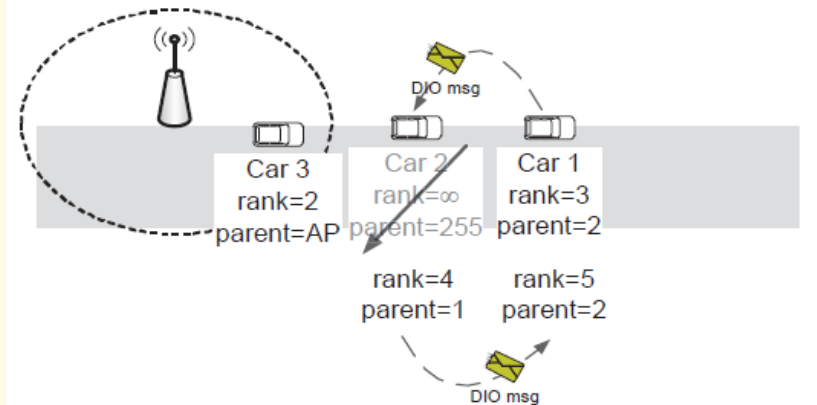 DIO msg
Car 3
rank=2
parent=AP
Car 2
rank=∞
parent=255
Car 1
rank=3
parent=2
rank=4
parent=1
rank=5
parent=2
DIO msg